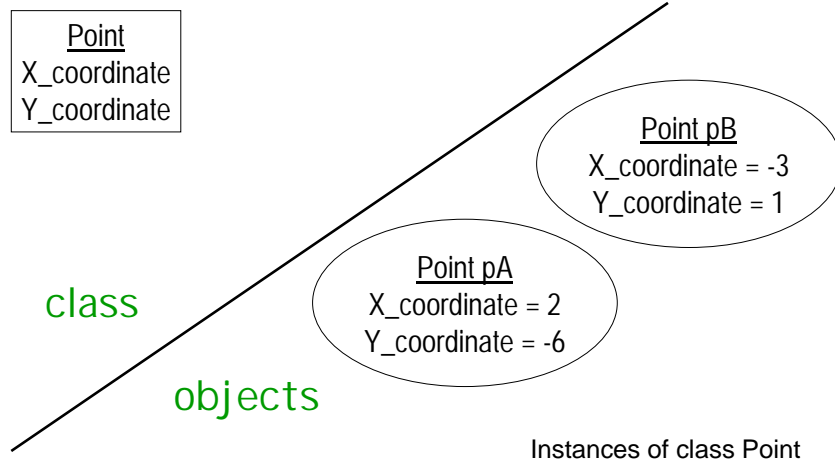 Point
X_coordinate
Y_coordinate
Point pB
X_coordinate = -3
Y_coordinate = 1
Point pA
X_coordinate = 2
Y_coordinate = -6
class
objects
Instances of class Point